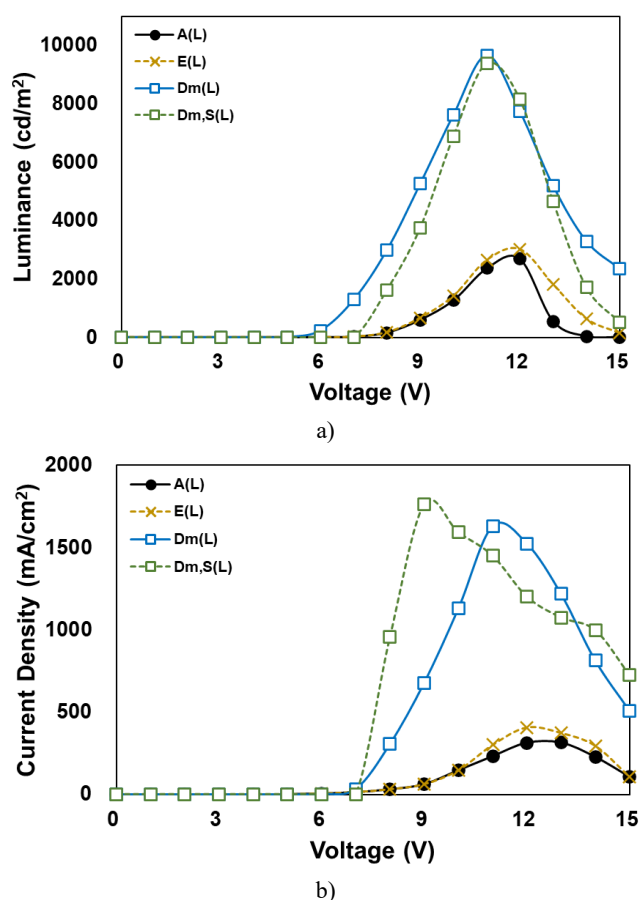 A(L)
E(L)
Dm(L)
Dm,S(L)
10000
8000
6000
4000
2000
0
Luminance (cd/m²)
0 3 6 9 12 15
Voltage (V)
a)
A(L)
E(L)
Dm(L)
Dm,S(L)
2000
1500
1000
500
0
Current Density (mA/cm²)
0 3 6 9 12 15
Voltage (V)
b)